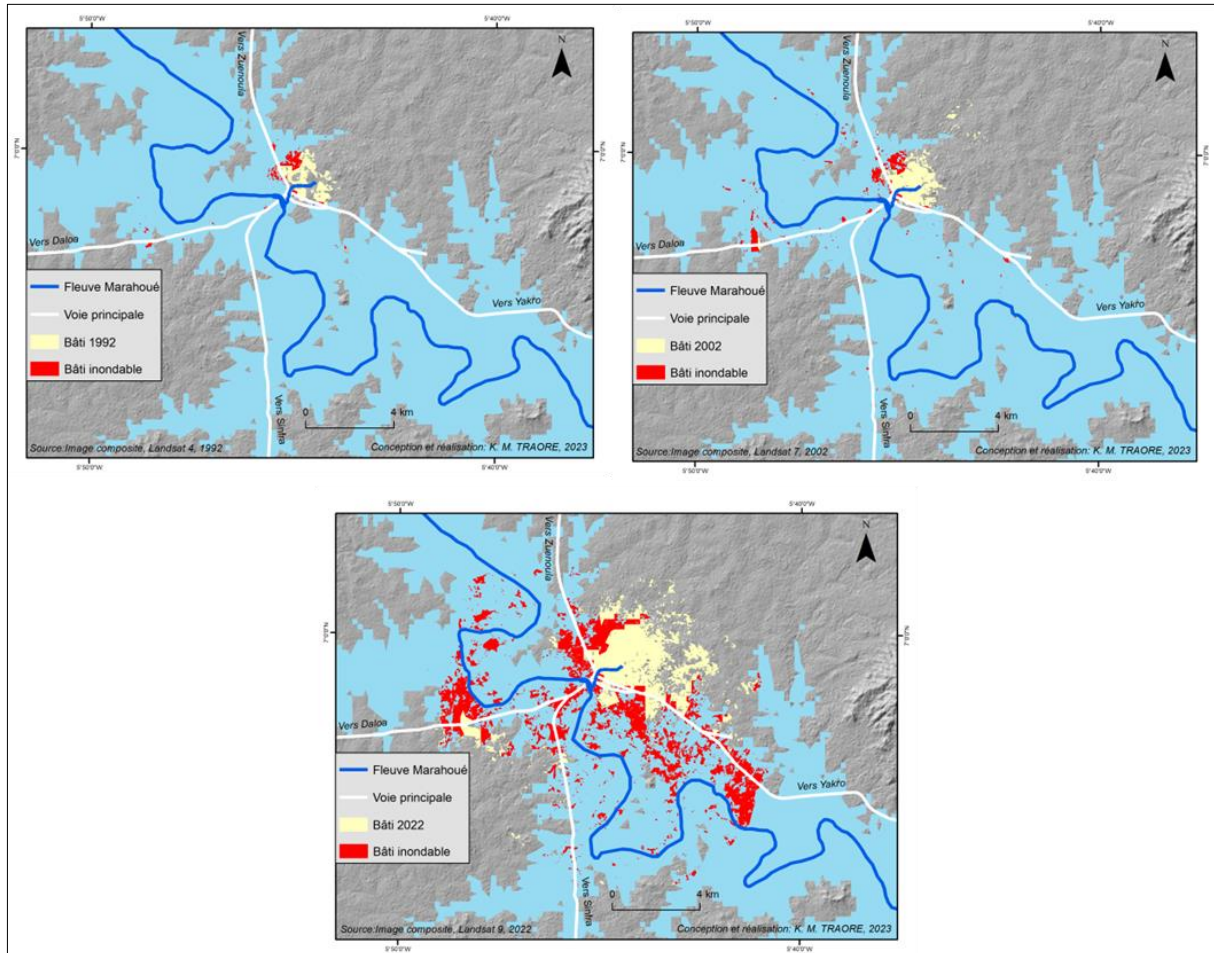 5°50'0"W
5°40'0"W
7°0'0"N
7°0'0"N
N
Vers Zuenoula
Vers Daloa
Vers Yakro
Vers Sinfra
Fleuve Marahoué
Voie principale
Bâti 1992
Bâti inondable
0 4 km
Source:Image composite, Landsat 4, 1992
Conception et réalisation: K. M. TRAORE, 2023
5°50'0"W
5°40'0"W
5°50'0"W
5°40'0"W
7°0'0"N
7°0'0"N
N
Vers Zuenoula
Vers Daloa
Vers Yakro
Vers Sinfra
Fleuve Marahoué
Voie principale
Bâti 2002
Bâti inondable
0 4 km
Source:Image composite, Landsat 7, 2002
Conception et réalisation: K. M. TRAORE, 2023
5°50'0"W
5°40'0"W
5°50'0"W
5°40'0"W
7°0'0"N
7°0'0"N
N
Vers Zuenoula
Vers Daloa
Vers Yakro
Vers Sinfra
Fleuve Marahoué
Voie principale
Bâti 2022
Bâti inondable
0 4 km
Source:Image composite, Landsat 9, 2022
Conception et réalisation: K. M. TRAORE, 2023
5°50'0"W
5°40'0"W